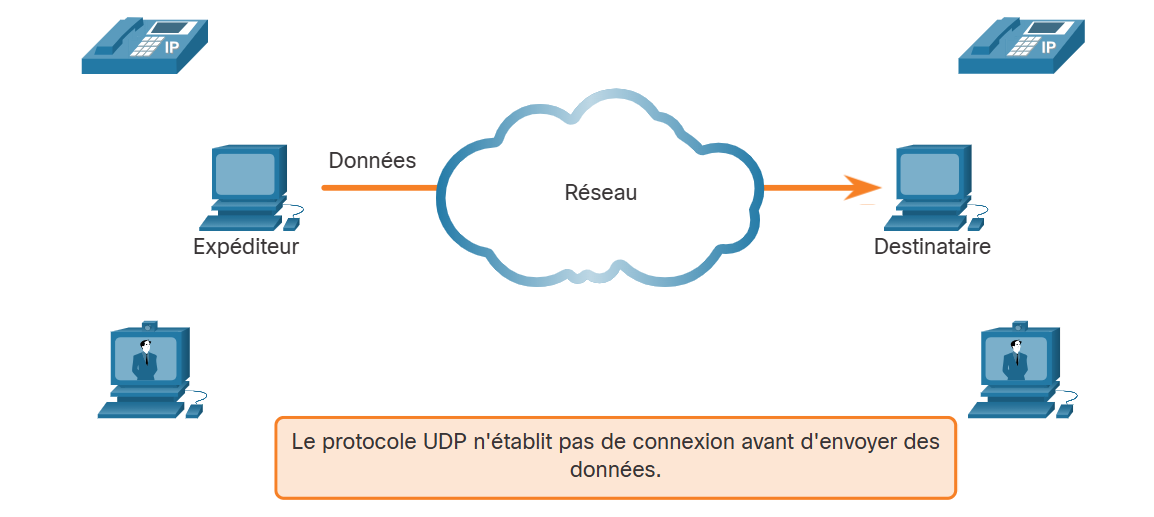 IP
IP
Données
Réseau
Expéditeur
Destinataire
Le protocole UDP n'établit pas de connexion avant d'envoyer des
données.